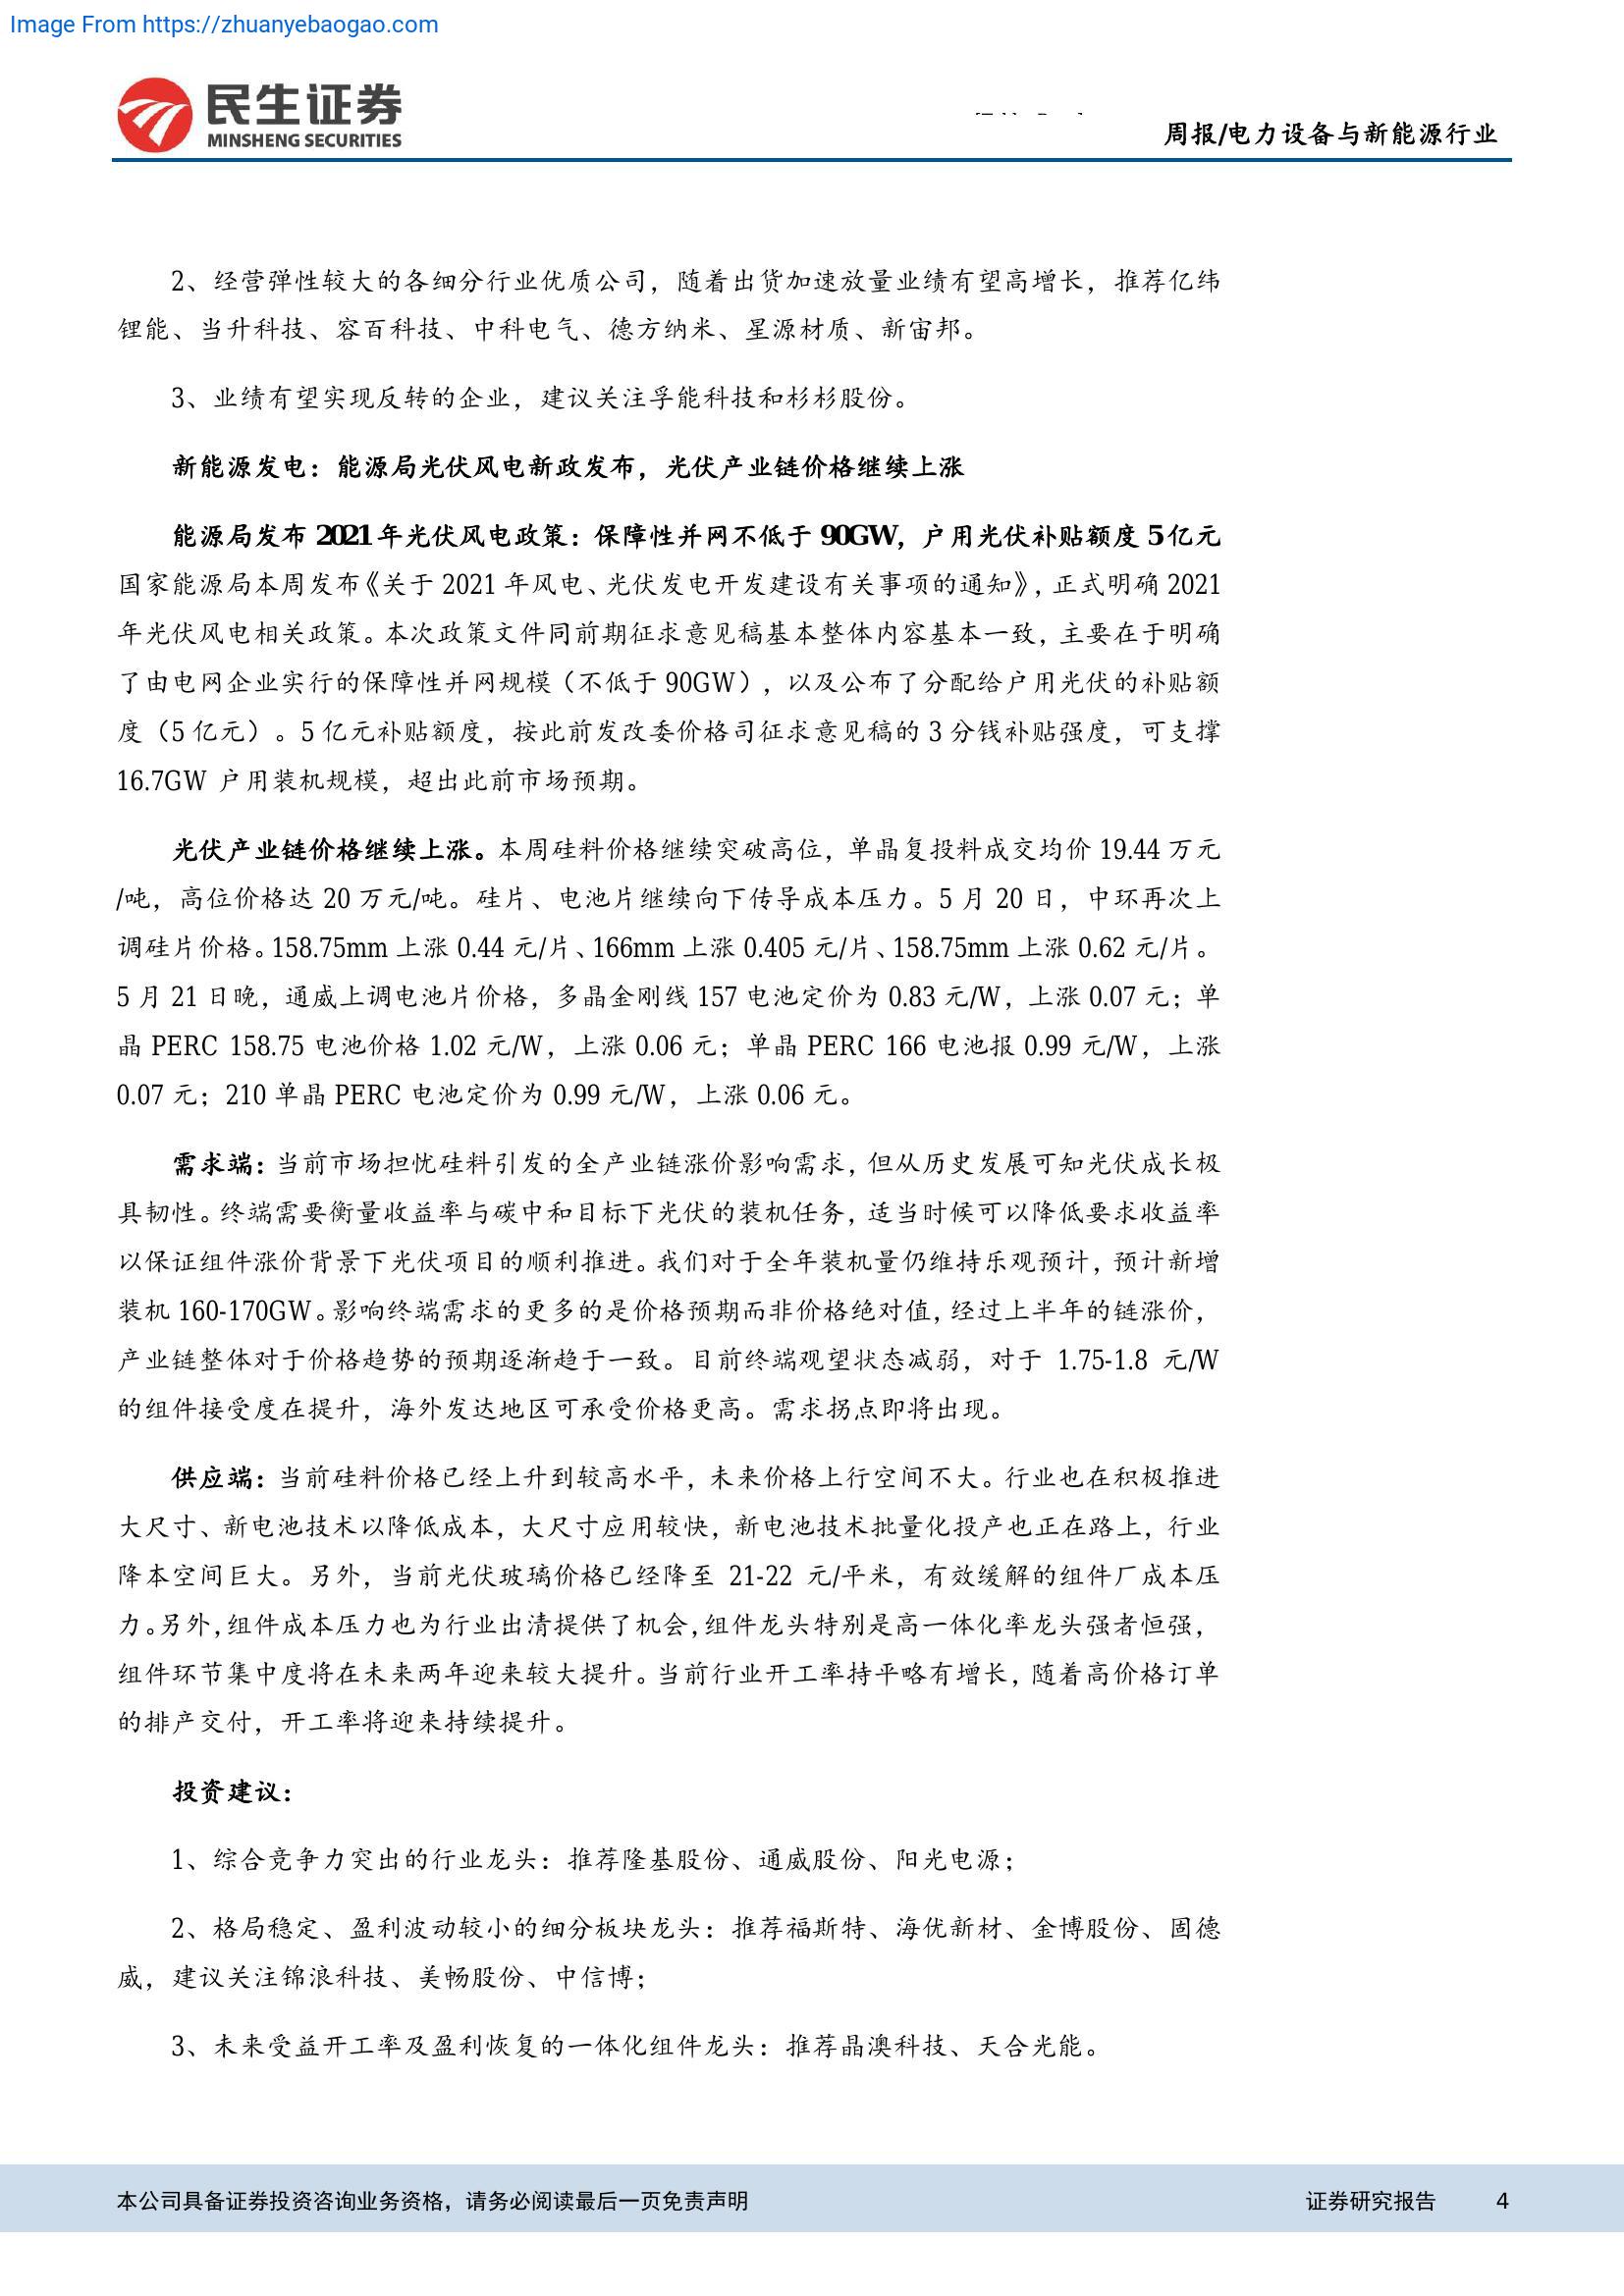 Image From https://zhuanyebaogao.com
民生证券
MINSHENG SECURITIES
周报/电力设备与新能源行业
2、经营弹性较大的各细分行业优质公司，随着出货加速放量业绩有望高增长，推荐亿纬
锂能、当升科技、容百科技、中科电气、德方纳米、星源材质、新宙邦。
3、业绩有望实现反转的企业，建议关注孚能科技和杉杉股份。
新能源发电：能源局光伏风电新政发布，光伏产业链价格继续上涨
能源局发布 2021 年光伏风电政策：保障性并网不低于 90GW，户用光伏补贴额度 5 亿元
国家能源局本周发布《关于 2021 年风电、光伏发电开发建设有关事项的通知》，正式明确 2021
年光伏风电相关政策。本次政策文件同前期征求意见稿基本整体内容基本一致，主要在于明确
了由电网企业实行的保障性并网规模（不低于 90GW），以及公布了分配给户用光伏的补贴额
度（5 亿元）。5 亿元补贴额度，按此前发改委价格司征求意见稿的 3 分钱补贴强度，可支撑
16.7GW 户用装机规模，超出此前市场预期。
光伏产业链价格继续上涨。本周硅料价格继续突破高位，单晶复投料成交均价 19.44 万元
/吨，高位价格达 20 万元/吨。硅片、电池片继续向下传导成本压力。5 月 20 日，中环再次上
调硅片价格。158.75mm 上涨 0.44 元/片、166mm 上涨 0.405 元/片、158.75mm 上涨 0.62 元/片。
5 月 21 日晚，通威上调电池片价格，多晶金刚线 157 电池定价为 0.83 元/W，上涨 0.07 元；单
晶 PERC 158.75 电池价格 1.02 元/W，上涨 0.06 元；单晶 PERC 166 电池报 0.99 元/W，上涨
0.07 元；210 单晶 PERC 电池定价为 0.99 元/W，上涨 0.06 元。
需求端：当前市场担忧硅料引发的全产业链涨价影响需求，但从历史发展可知光伏成长极
具韧性。终端需要衡量收益率与碳中和目标下光伏的装机任务，适当时候可以降低要求收益率
以保证组件涨价背景下光伏项目的顺利推进。我们对于全年装机量仍维持乐观预计，预计新增
装机 160-170GW。影响终端需求的更多的是价格预期而非价格绝对值，经过上半年的链涨价，
产业链整体对于价格趋势的预期逐渐趋于一致。目前终端观望状态减弱，对于 1.75-1.8 元/W
的组件接受度在提升，海外发达地区可承受价格更高。需求拐点即将出现。
供应端：当前硅料价格已经上升到较高水平，未来价格上行空间不大。行业也在积极推进
大尺寸、新电池技术以降低成本，大尺寸应用较快，新电池技术批量化投产也正在路上，行业
降本空间巨大。另外，当前光伏玻璃价格已经降至 21-22 元/平米，有效缓解的组件厂成本压
力。另外，组件成本压力也为行业出清提供了机会，组件龙头特别是高一体化率龙头强者恒强，
组件环节集中度将在未来两年迎来较大提升。当前行业开工率持平略有增长，随着高价格订单
的排产交付，开工率将迎来持续提升。
投资建议：
1、综合竞争力突出的行业龙头：推荐隆基股份、通威股份、阳光电源；
2、格局稳定、盈利波动较小的细分板块龙头：推荐福斯特、海优新材、金博股份、固德
威，建议关注锦浪科技、美畅股份、中信博；
3、未来受益开工率及盈利恢复的一体化组件龙头：推荐晶澳科技、天合光能。
本公司具备证券投资咨询业务资格，请务必阅读最后一页免责声明
证券研究报告 4